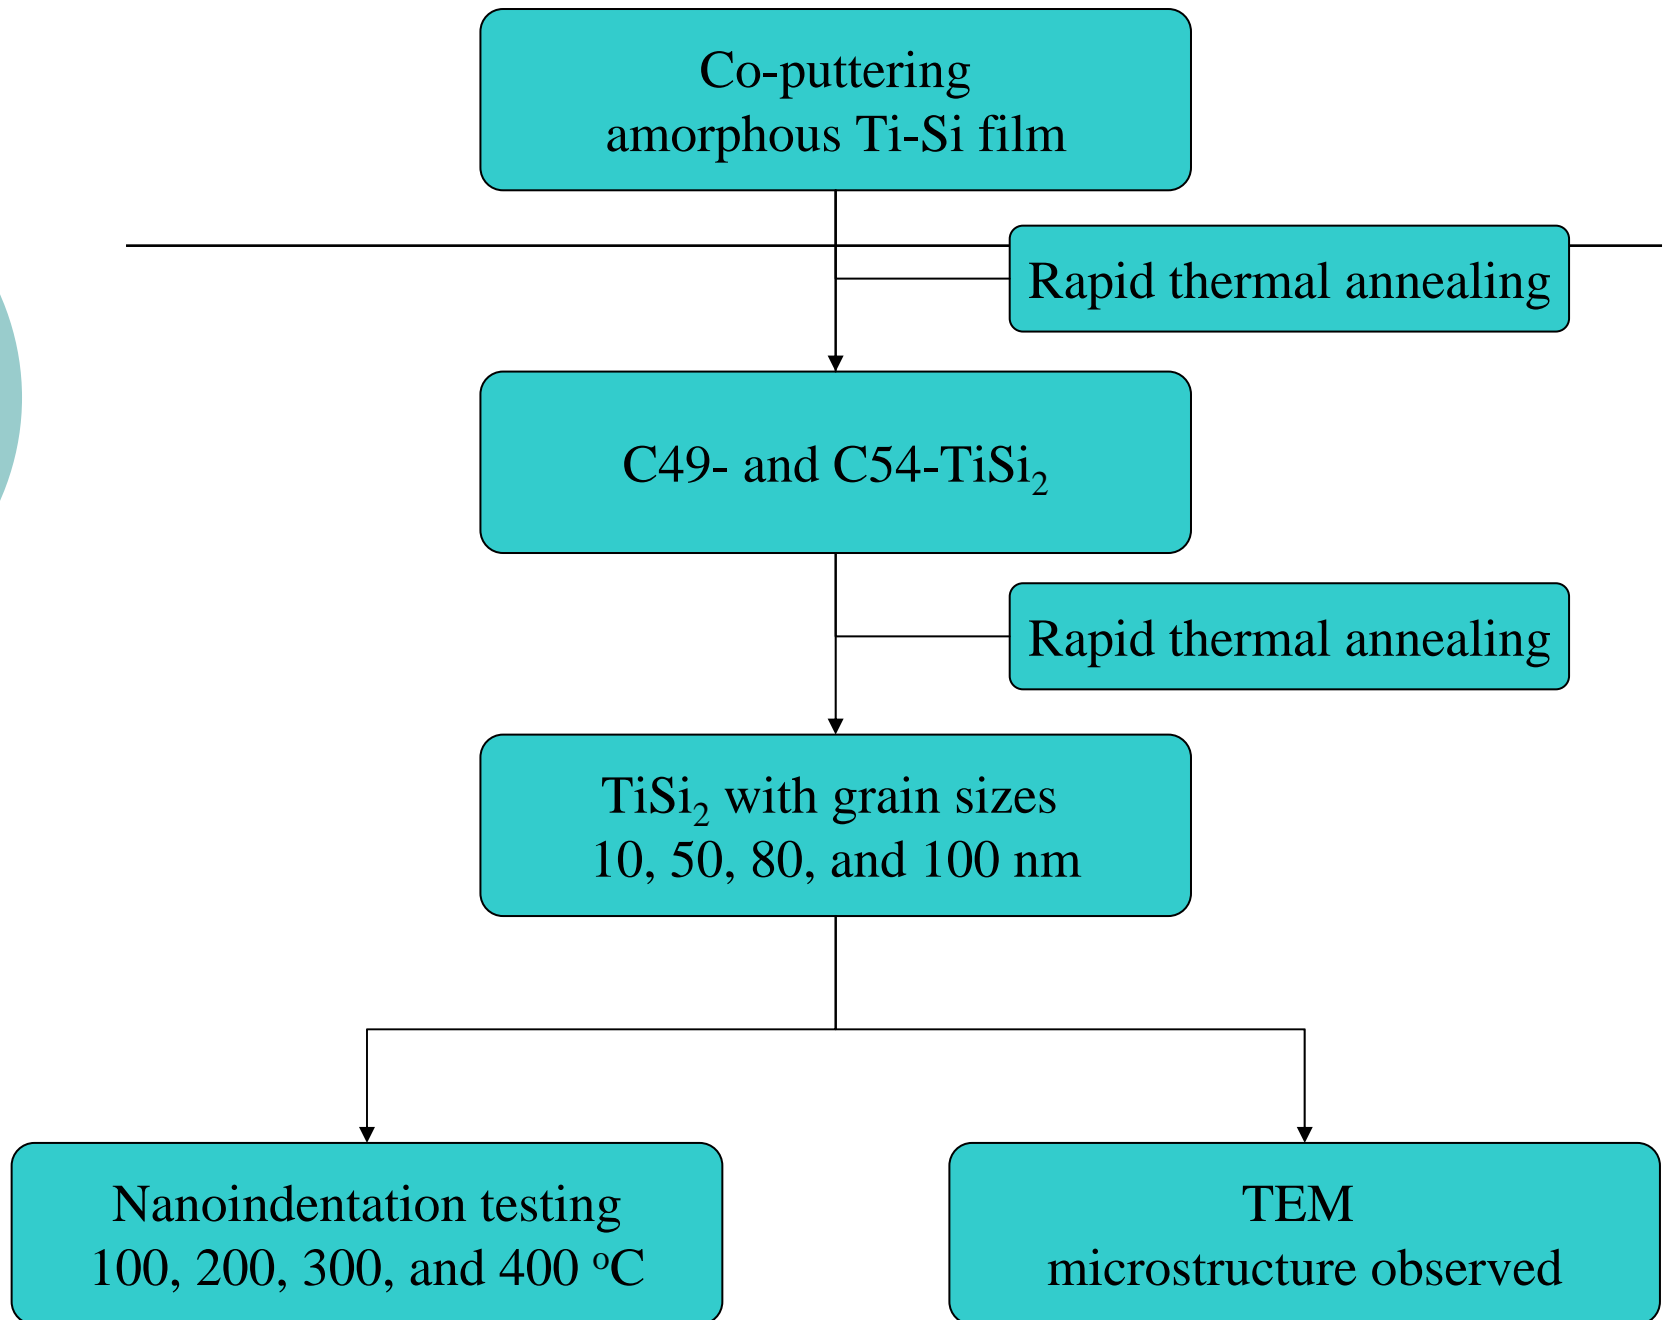 Co-puttering
amorphous Ti-Si film
Rapid thermal annealing
C49- and C54-TiSi₂
Rapid thermal annealing
TiSi₂ with grain sizes
10, 50, 80, and 100 nm
Nanoindentation testing
100, 200, 300, and 400 ᵒC
TEM
microstructure observed